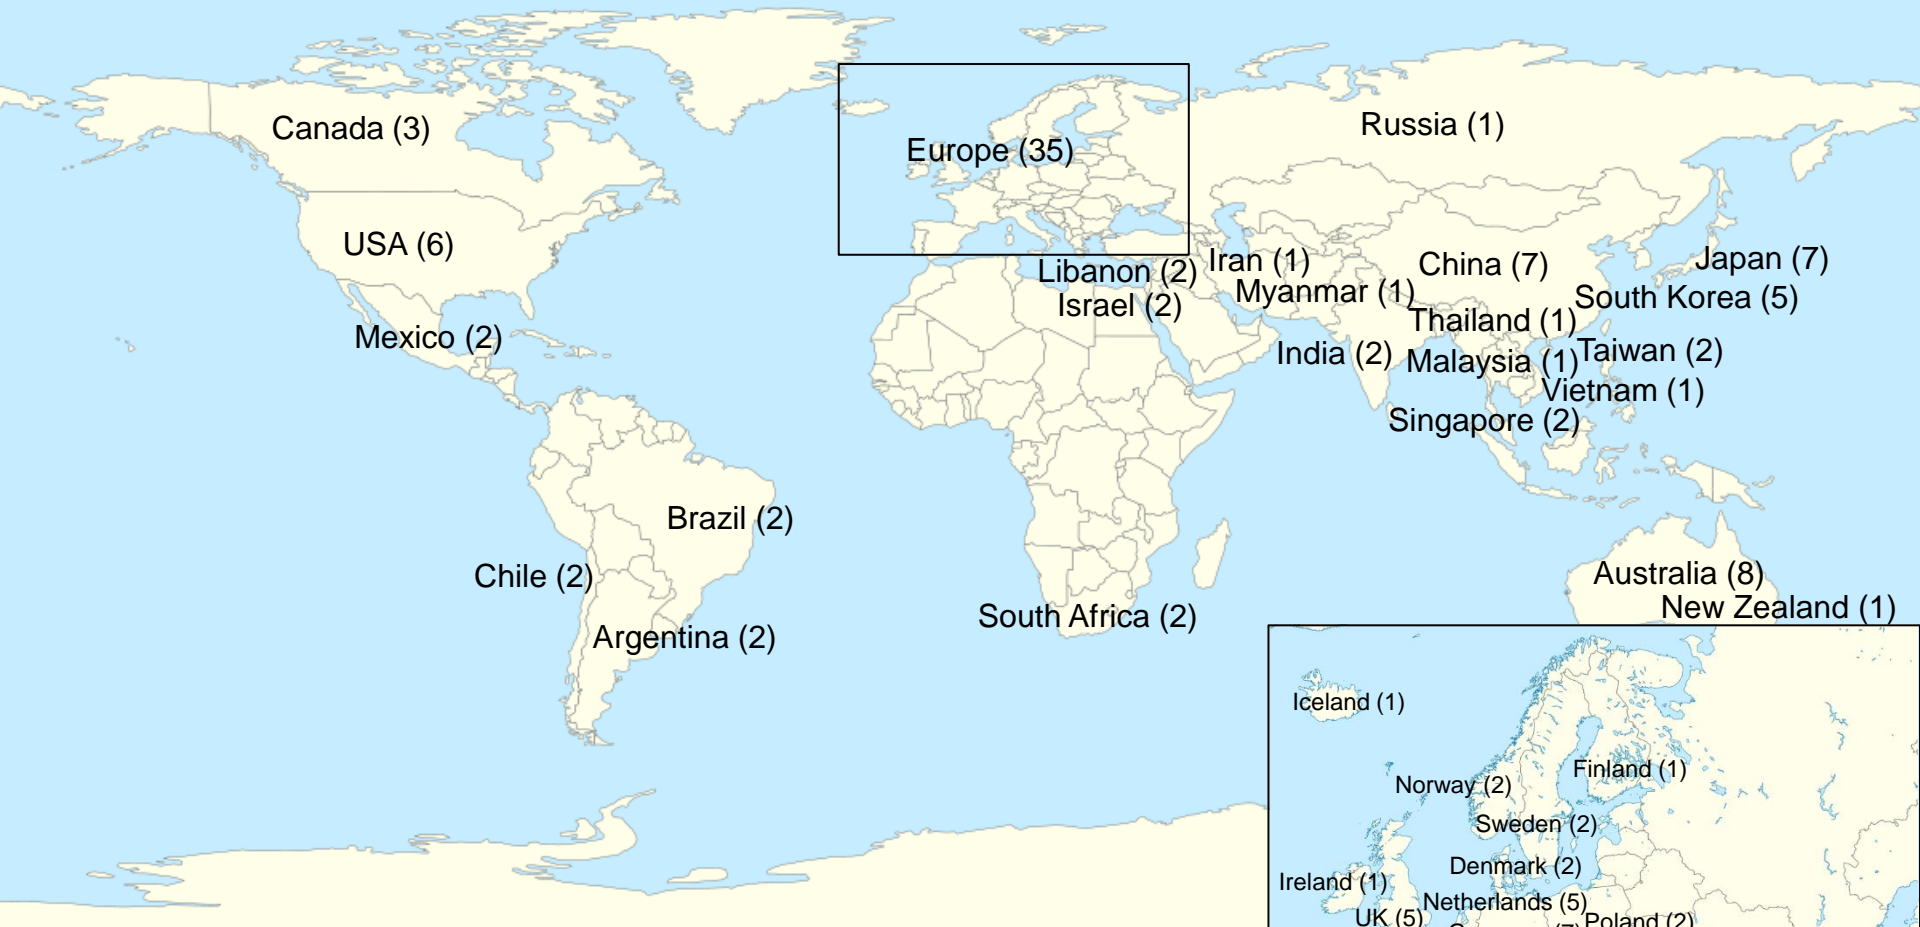 Canada (3)
Russia (1)
Europe (35)
USA (6)
Japan (7)
Iran (1)
China (7)
Libanon (2)
Myanmar (1)
South Korea (5)
Israel (2)
Thailand (1)
Mexico (2)
Taiwan (2)
India (2)
Malaysia (1)
Vietnam (1)
Singapore (2)
Brazil (2)
Chile (2)
Australia (8)
New Zealand (1)
South Africa (2)
Argentina (2)
Iceland (1)
Finland (1)
Norway (2)
Sweden (2)
Denmark (2)
Ireland (1)
Netherlands (5)
UK (5)
Poland (2)